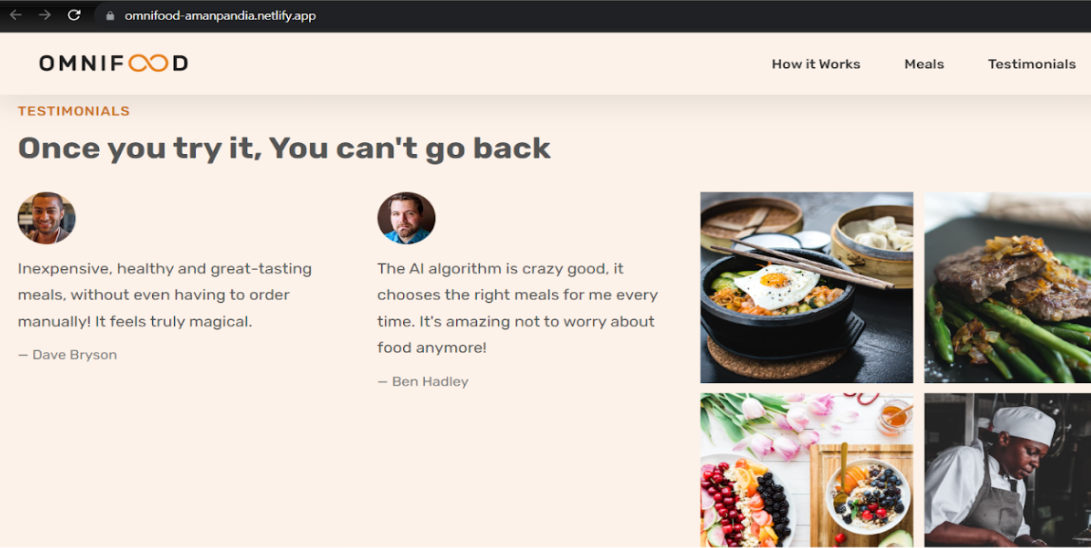 omnifood-amanpandia.netlify.app
OMNIFOOD
How it Works
Meals
Testimonials
TESTIMONIALS
Once you try it, You can't go back
Inexpensive, healthy and great-tasting
meals, without even having to order
manually! It feels truly magical.
— Dave Bryson
The AI algorithm is crazy good, it
chooses the right meals for me every
time. It's amazing not to worry about
food anymore!
— Ben Hadley